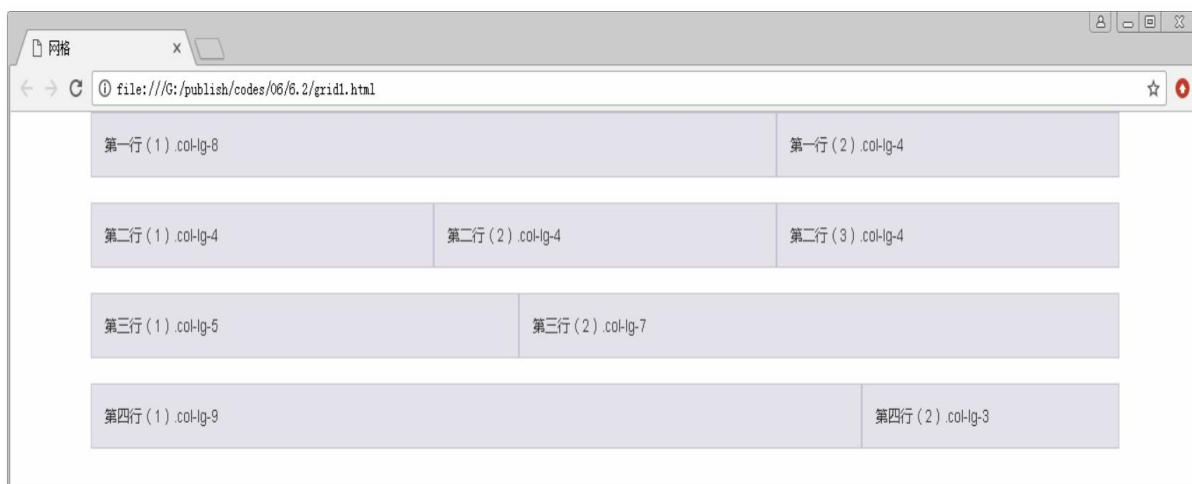 网格
file:///G:/publish/codes/06/6.2/grid1.html
第一行 ( 1 ) .col-lg-8 第一行 ( 2 ) .col-lg-4
第二行 ( 1 ) .col-lg-4 第二行 ( 2 ) .col-lg-4 第二行 ( 3 ) .col-lg-4
第三行 ( 1 ) .col-lg-5 第三行 ( 2 ) .col-lg-7
第四行 ( 1 ) .col-lg-9 第四行 ( 2 ) .col-lg-3